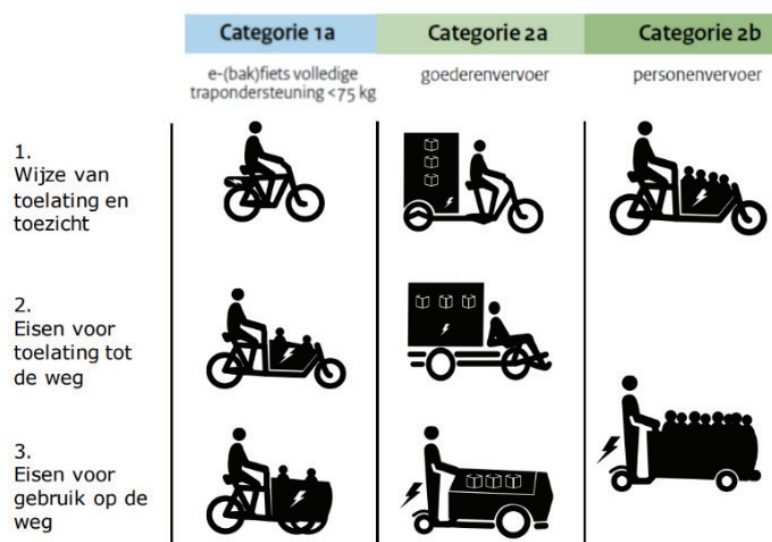 Categorie 1a
Categorie 2a
Categorie 2b
e-(bak)fiets volledige
trapondersteuning <75 kg
goederenvervoer
personenvervoer
1.
Wijze van
toelating en
toezicht
2.
Eisen voor
toelating tot
de weg
3.
Eisen voor
gebruik op de
weg